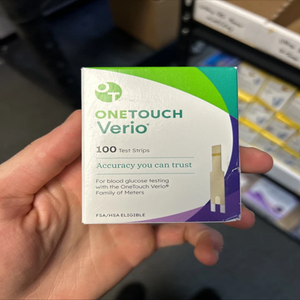 OT
ONETOUCH
Verio®
100 Test Strips
Accuracy you can trust
For blood glucose testing
with the OneTouch Verio®
Family of Meters
FSA/HSA ELIGIBLE